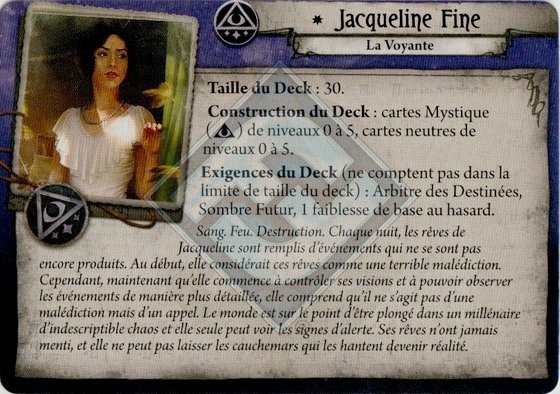 Jacqueline Fine
La Voyante
Taille du Deck : 30.
Construction du Deck : cartes Mystique
( ) de niveaux 0 à 5, cartes neutres de
niveaux 0 à 5.
Exigences du Deck (ne comptent pas dans la
limite de taille du deck) : Arbitre des Destinées,
Sombre Futur, 1 faiblesse de base au hasard.
Sang. Feu. Destruction. Chaque nuit, les rêves de
Jacqueline sont remplis d'événements qui ne se sont pas
encore produits. Au début, elle considérait ces rêves comme une terrible malédiction.
Cependant, maintenant qu'elle commence à contrôler ses visions et à pouvoir observer
les événements de manière plus détaillée, elle comprend qu'il ne s'agit pas d'une
malédiction mais d'un appel. Le monde est sur le point d'être plongé dans un millénaire
d'indescriptible chaos et elle seule peut voir les signes d'alerte. Ses rêves n'ont jamais
menti, et elle ne peut pas laisser les cauchemars qui les hantent devenir réalité.